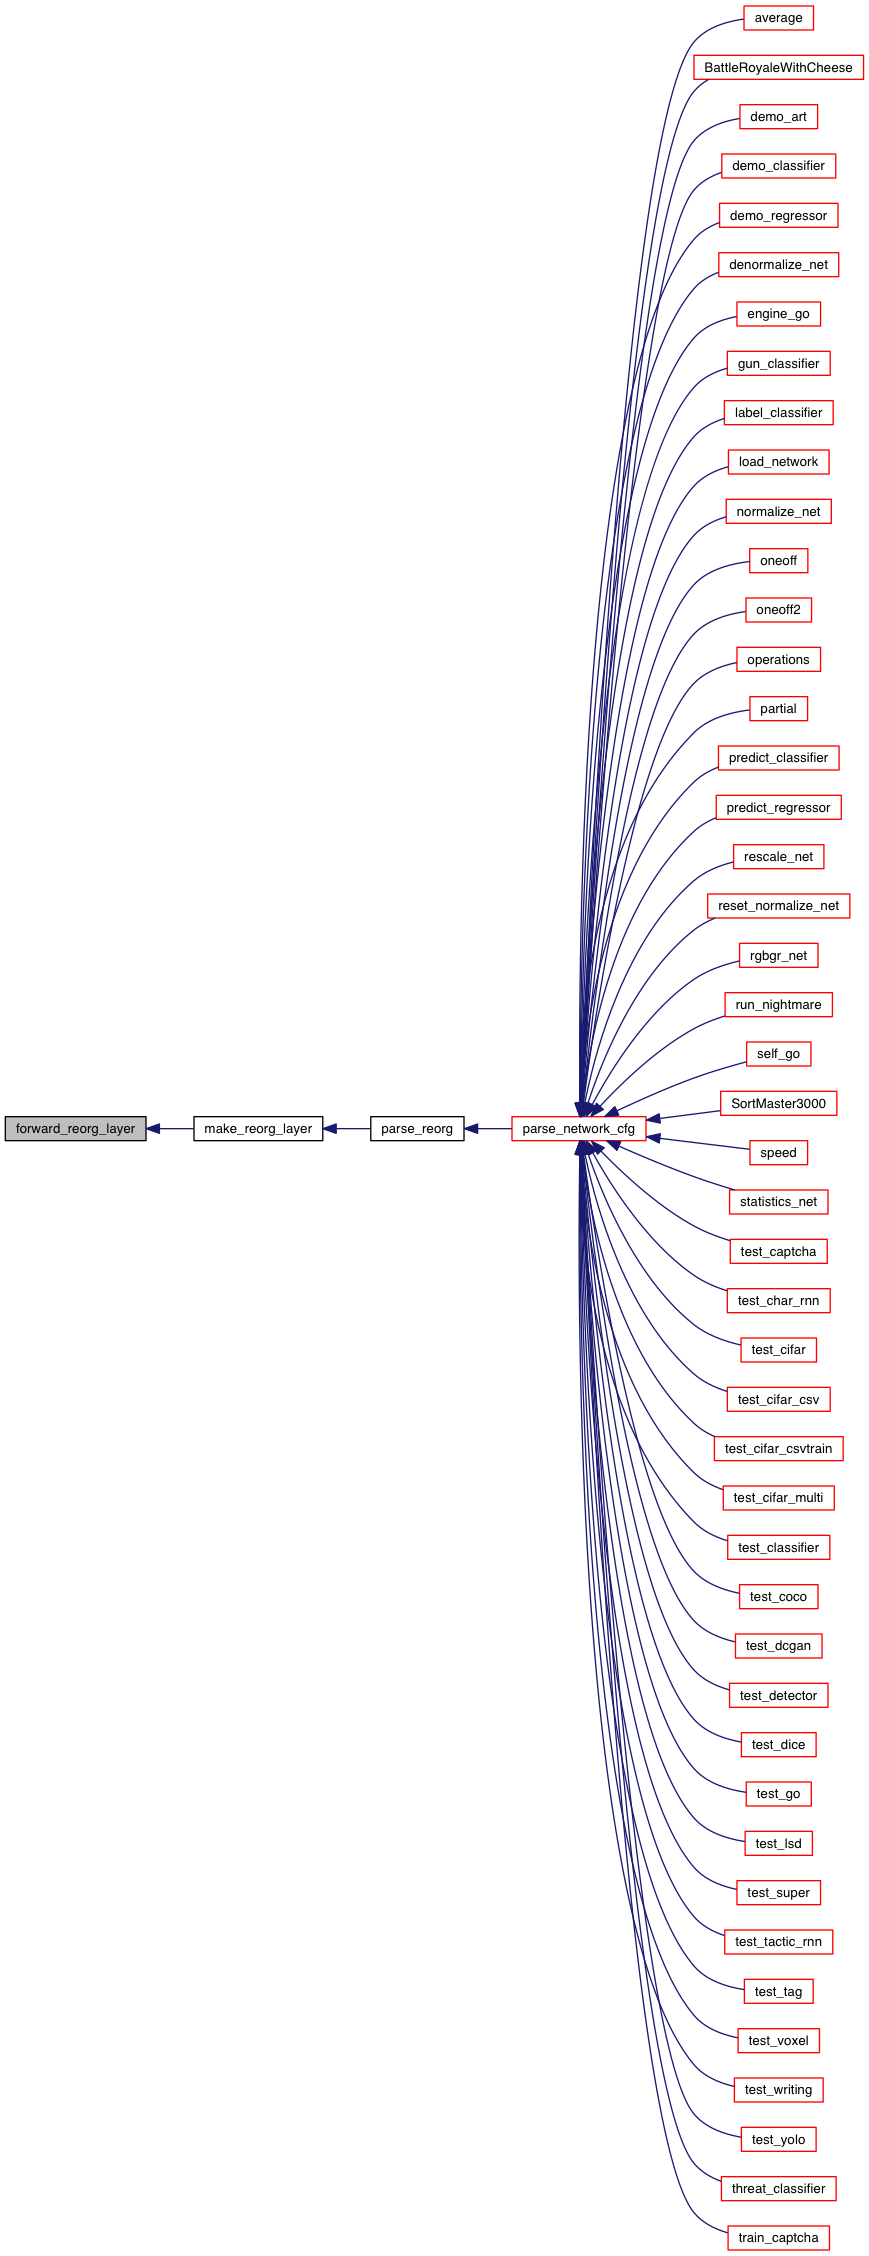 average
BattleRoyaleWithCheese
demo_art
demo_classifier
demo_regressor
denormalize_net
engine_go
gun_classifier
label_classifier
load_network
normalize_net
oneoff
oneoff2
operations
partial
predict_classifier
predict_regressor
rescale_net
reset_normalize_net
rgbgr_net
run_nightmare
self_go
SortMaster3000
forward_reorg_layer
make_reorg_layer
parse_reorg
parse_network_cfg
speed
statistics_net
test_captcha
test_char_rnn
test_cifar
test_cifar_csv
test_cifar_csvtrain
test_cifar_multi
test_classifier
test_coco
test_dcgan
test_detector
test_dice
test_go
test_lsd
test_super
test_tactic_rnn
test_tag
test_voxel
test_writing
test_yolo
threat_classifier
train_captcha